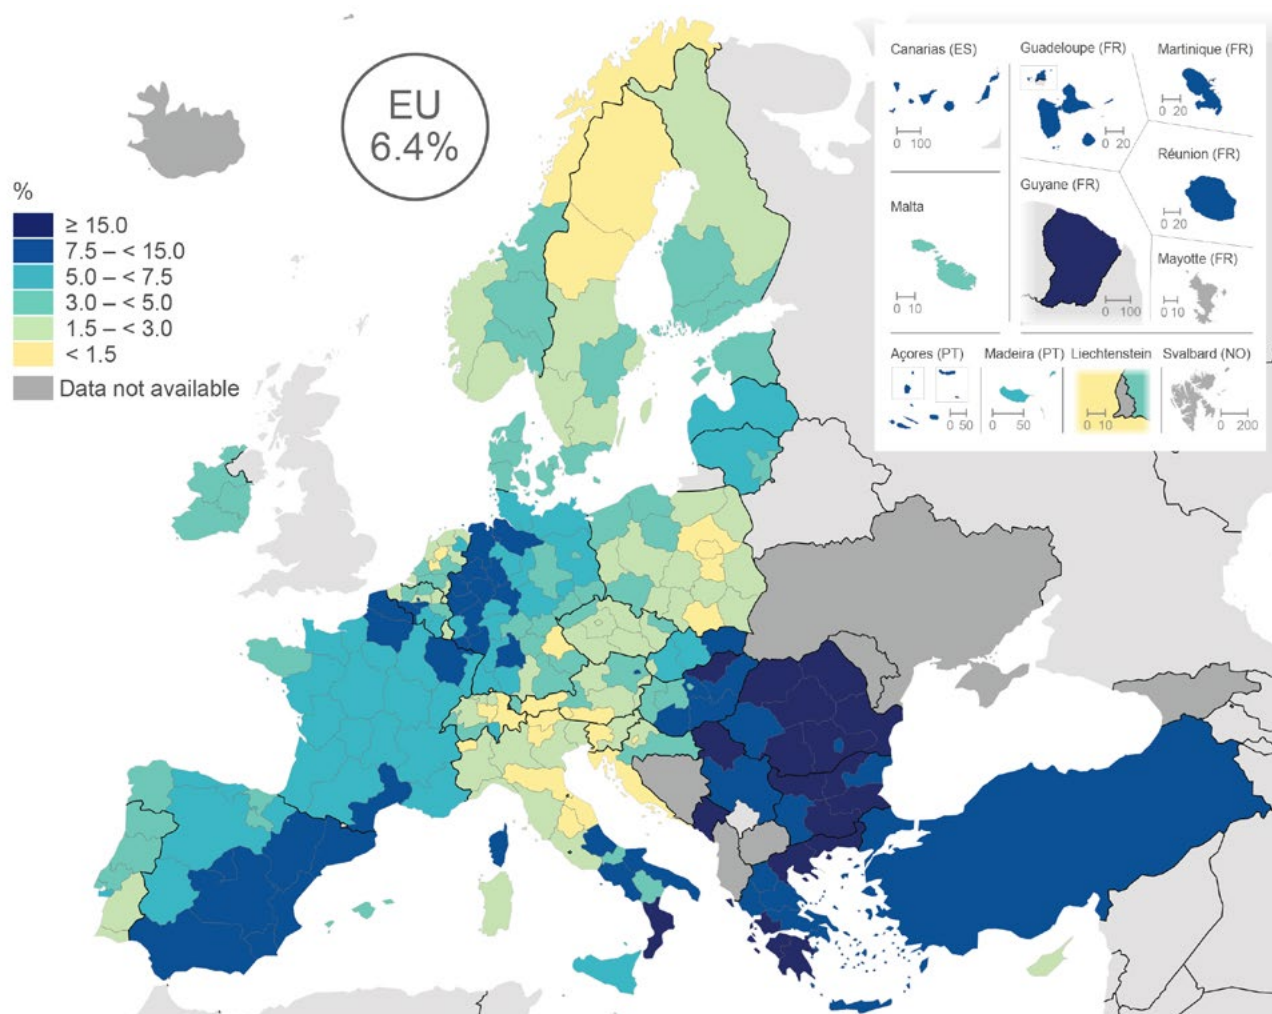 EU
6.4%
%
≥ 15.0
7.5 – < 15.0
5.0 – < 7.5
3.0 – < 5.0
1.5 – < 3.0
< 1.5
Data not available
Canarias (ES)
0 100
Guadeloupe (FR)
0 20
Martinique (FR)
0 20
Réunion (FR)
0 20
Guyane (FR)
0 100
Malta
0 10
Mayotte (FR)
0 10
Açores (PT)
0 50
Madeira (PT)
0 50
Liechtenstein
0 10
Svalbard (NO)
0 200